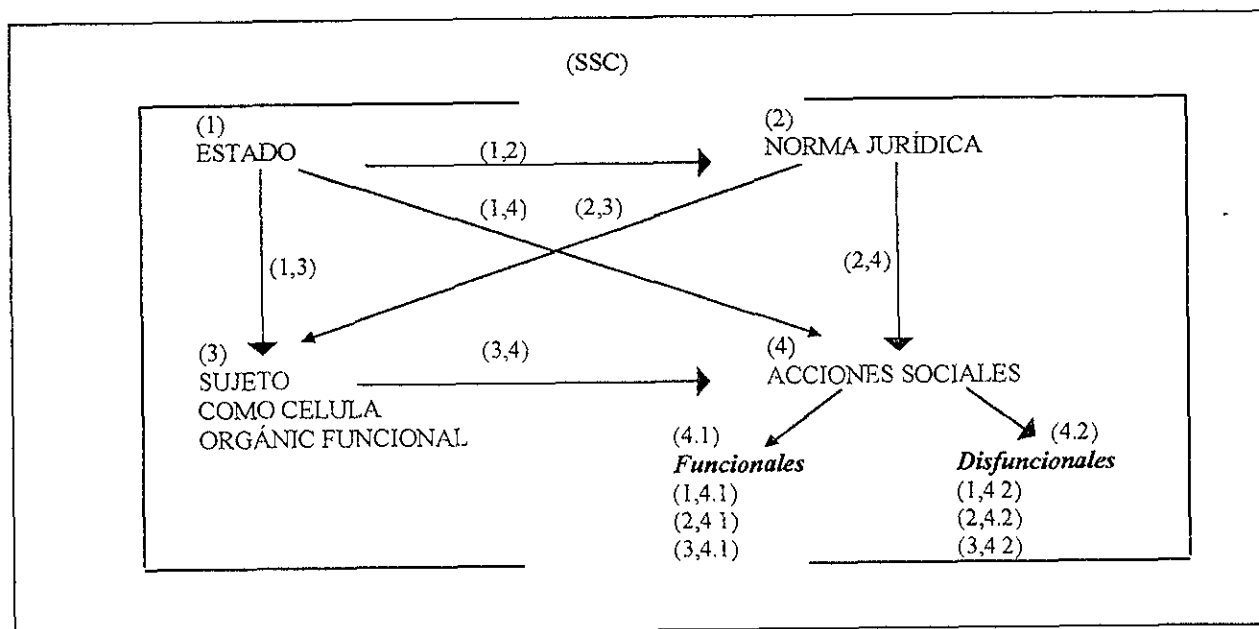 (SSC)
(1)
ESTADO
(1,2)
(2)
NORMA JURÍDICA
(1,4)
(2,3)
(1,3)
(2,4)
(3)
SUJETO
COMO CELULA
ORGÁNIC FUNCIONAL
(3,4)
(4)
ACCIONES SOCIALES
(4.1)
Funcionales
(1,4.1)
(2,4 1)
(3,4.1)
(4.2)
Disfuncionales
(1,4 2)
(2,4.2)
(3,4 2)